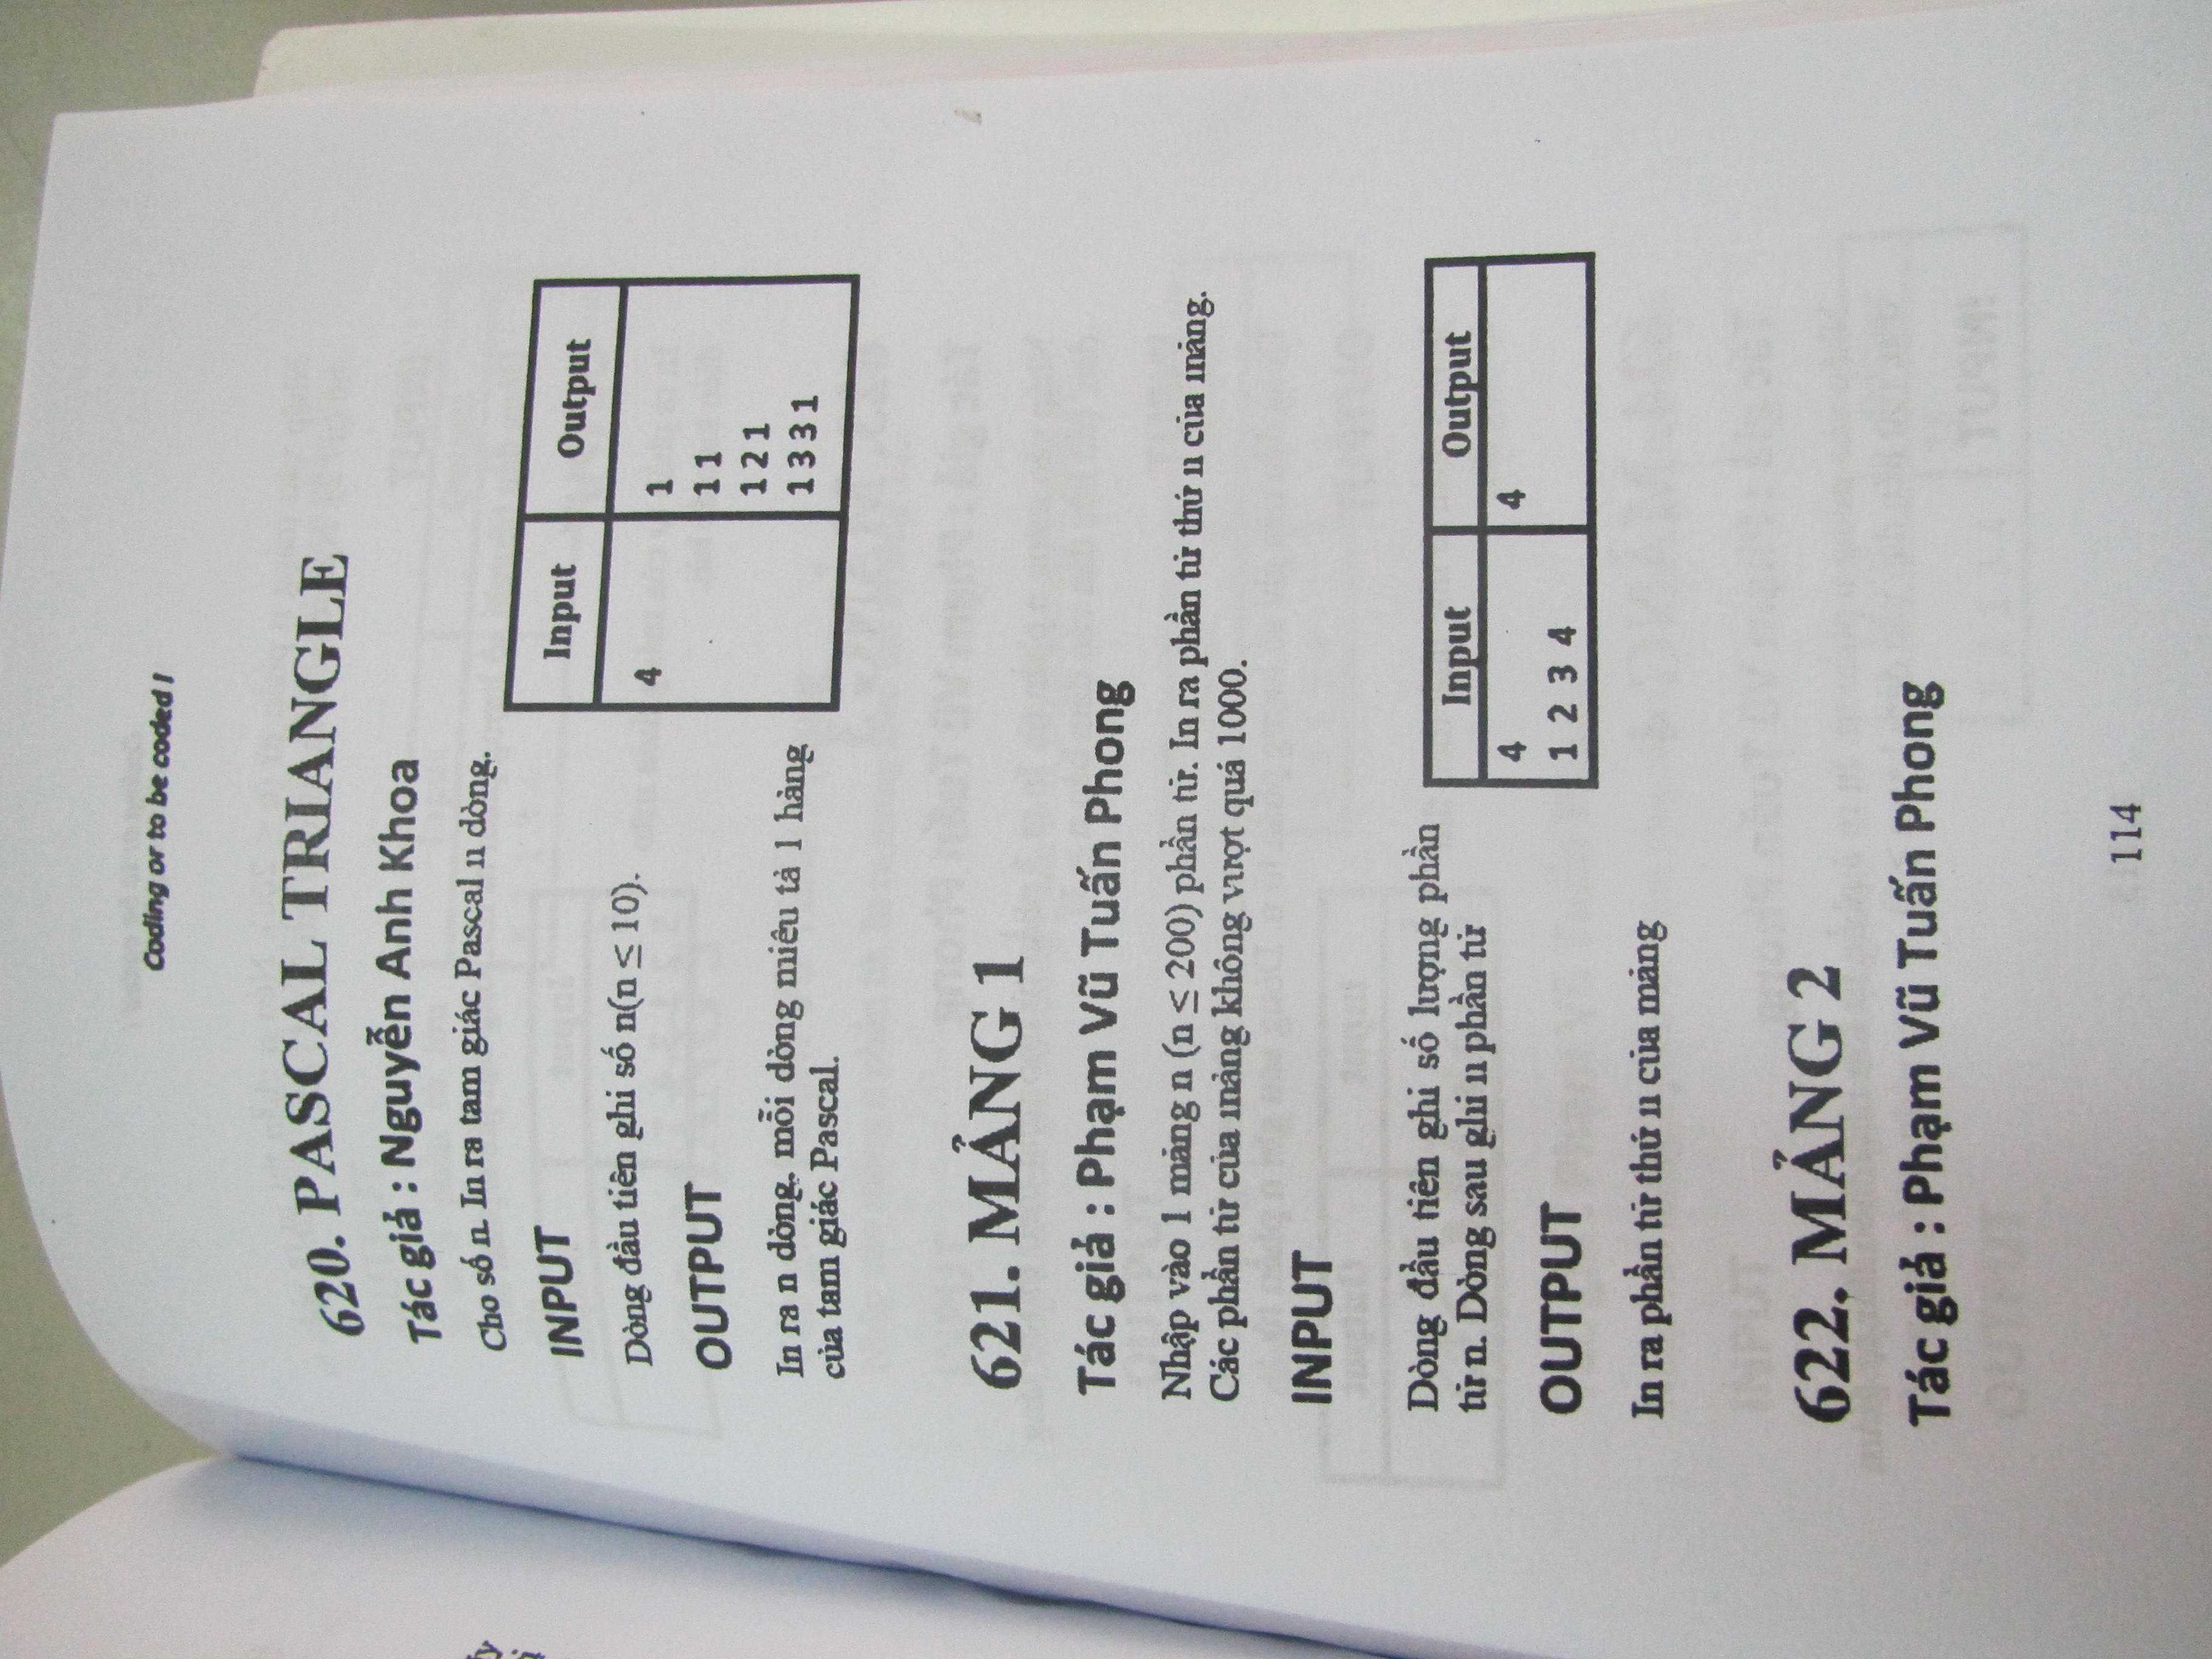 Coding or to be coded !
620. PASCAL TRIANGLE
Tác giả : Nguyễn Anh Khoa
Cho số n. In ra tam giác Pascal n dòng.
INPUT
Dòng đầu tiên ghi số n(n ≤ 10).
OUTPUT
In ra n dòng, mỗi dòng miêu tả 1 hàng
của tam giác Pascal.
Input Output
4 1
1 1
1 2 1
1 3 3 1
621. MẢNG 1
Tác giả : Phạm Vũ Tuấn Phong
Nhập vào 1 mảng n (n ≤ 200) phần tử. In ra phần tử thứ n của mảng.
Các phần tử của mảng không vượt quá 1000.
INPUT
Dòng đầu tiên ghi số lượng phần
tử n. Dòng sau ghi n phần tử
OUTPUT
In ra phần tử thứ n của mảng
Input Output
4 4
1 2 3 4
622. MẢNG 2
Tác giả : Phạm Vũ Tuấn Phong
114